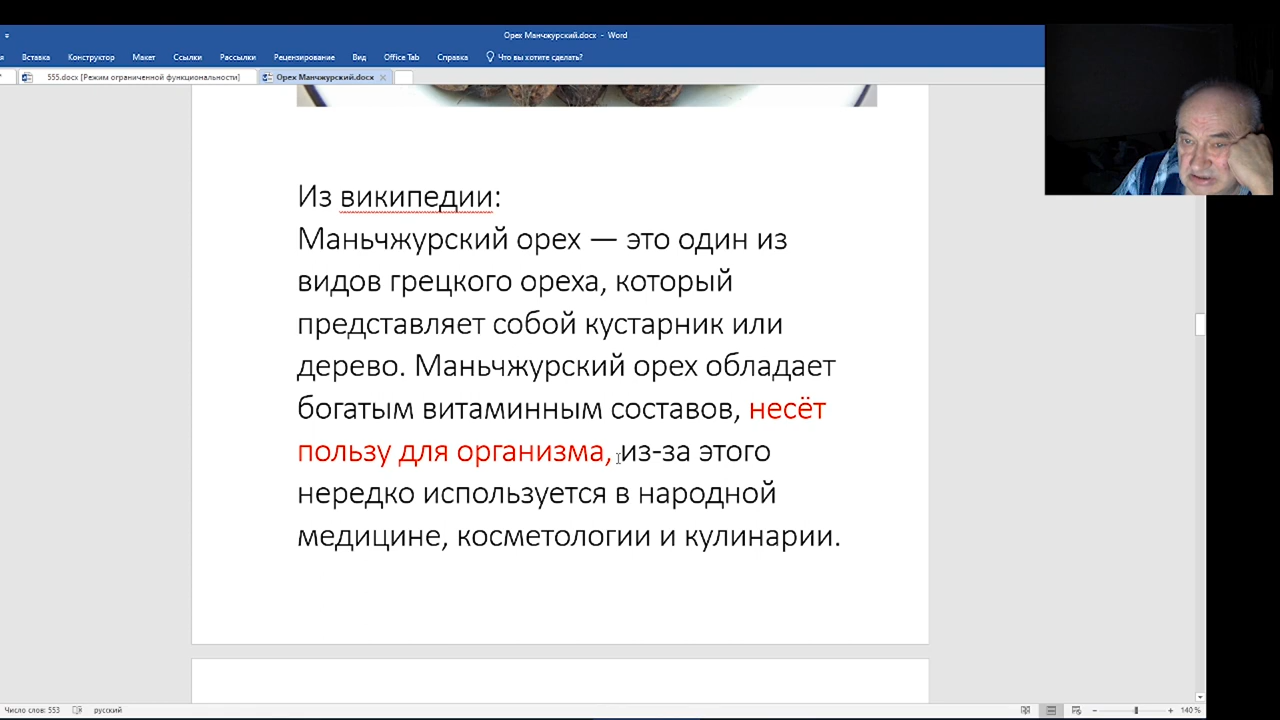 Орех Манчжурский.docx - Word
Вставка Конструктор Макет Ссылки Рассылки Рецензирование Вид Office Tab Справка Что вы хотите сделать?
555.docx [Режим ограниченной функциональности] Орех Манчжурский.docx
Из википедии:
Маньчжурский орех — это один из
видов грецкого ореха, который
представляет собой кустарник или
дерево. Маньчжурский орех обладает
богатым витаминным составов, несёт
пользу для организма, из-за этого
нередко используется в народной
медицине, косметологии и кулинарии.
Число слов: 553 русский 140 %